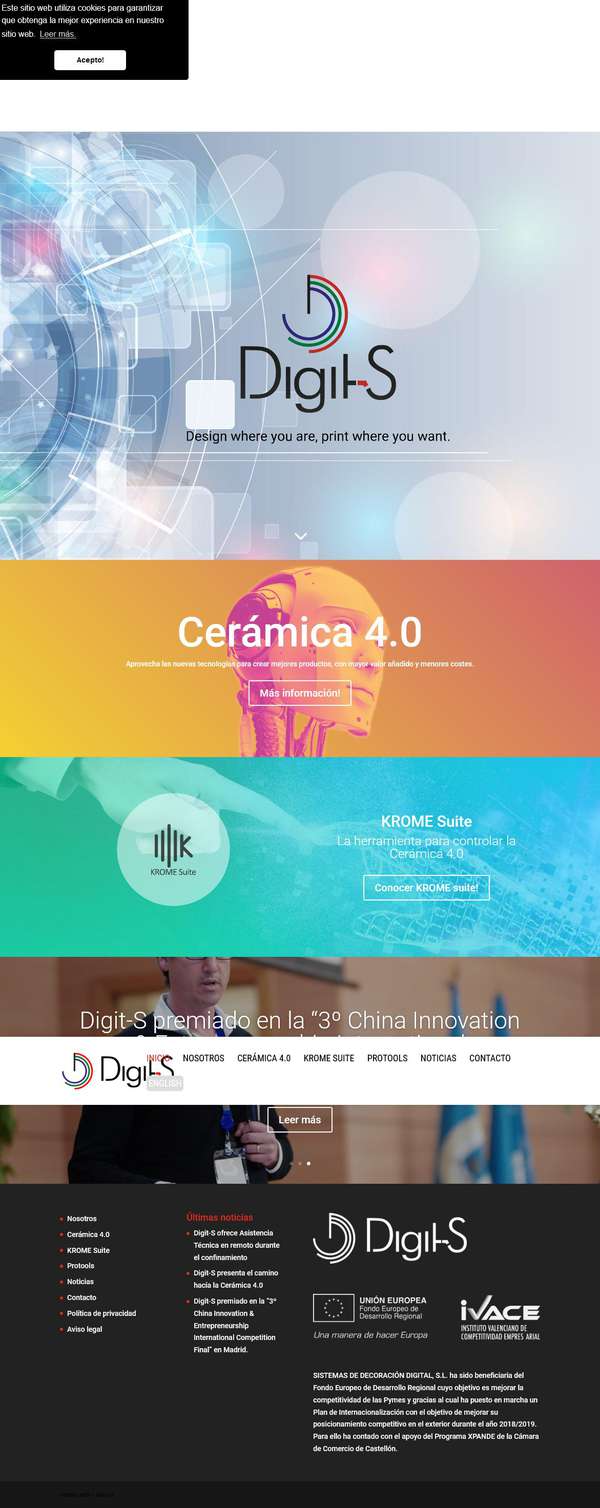 Este sitio web utiliza cookies para garantizar
que obtenga la mejor experiencia en nuestro
sitio web. Leer más.
Acepto!
Digit-S
Design where you are, print where you want.
Cerámica 4.0
Aprovecha las nuevas tecnologías para crear mejores productos, con mayor valor añadido y menores costes.
Más información!
KROME Suite
KROME Suite
La herramienta para controlar la
Cerámica 4.0
Conocer KROME suite!
Digit-S premiado en la “3º China Innovation
Digit-S
INICIO NOSOTROS CERÁMICA 4.0 KROME SUITE PROTOOLS NOTICIAS CONTACTO
ENGLISH
Leer más
Nosotros
Cerámica 4.0
KROME Suite
Protools
Noticias
Contacto
Política de privacidad
Aviso legal
Últimas noticias
Digit-S ofrece Asistencia
Técnica en remoto durante
el confinamiento
Digit-S presenta el camino
hacia la Cerámica 4.0
Digit-S premiado en la “3º
China Innovation &
Entrepreneurship
International Competition
Final” en Madrid.
Digit-S
UNIÓN EUROPEA
Fondo Europeo de
Desarrollo Regional
Una manera de hacer Europa
iVACE
INSTITUTO VALENCIANO DE
COMPETITIVIDAD EMPRESARIAL
SISTEMAS DE DECORACIÓN DIGITAL, S.L. ha sido beneficiaria del
Fondo Europeo de Desarrollo Regional cuyo objetivo es mejorar la
competitividad de las Pymes y gracias al cual ha puesto en marcha un
Plan de Internacionalización con el objetivo de mejorar su
posicionamiento competitivo en el exterior durante el año 2018/2019.
Para ello ha contado con el apoyo del Programa XPANDE de la Cámara
de Comercio de Castellón.